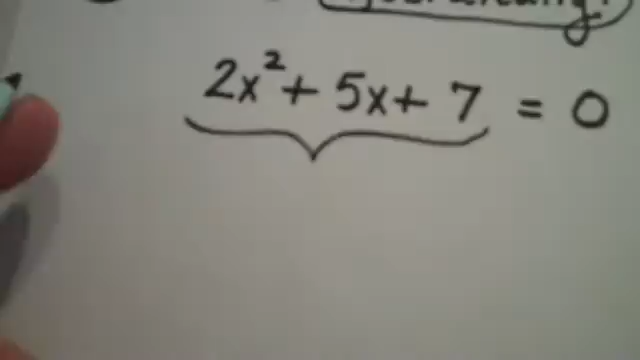 2x² + 5x + 7 = 0